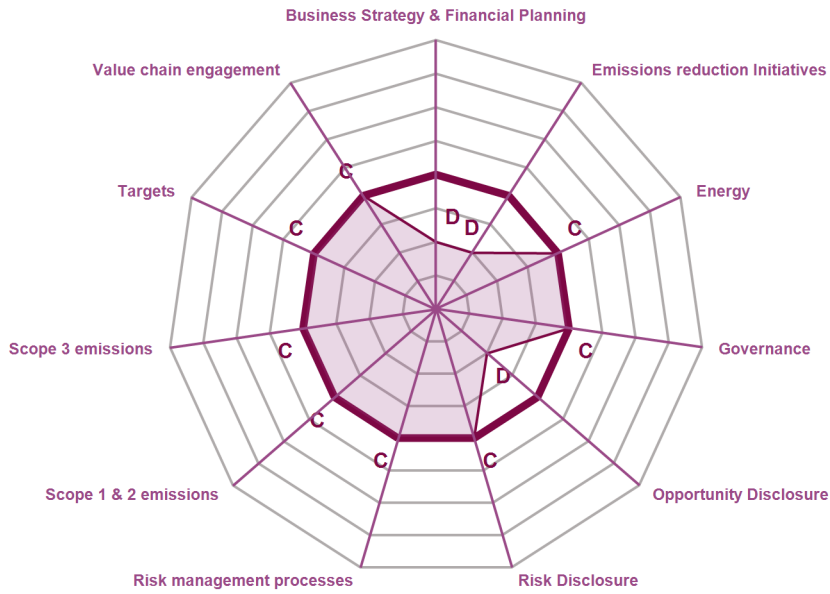 Business Strategy & Financial Planning
Value chain engagement
Emissions reduction Initiatives
C
Targets
Energy
D
D
C
C
Scope 3 emissions
C
C
Governance
D
C
Scope 1 & 2 emissions
C
C
Opportunity Disclosure
Risk management processes
Risk Disclosure